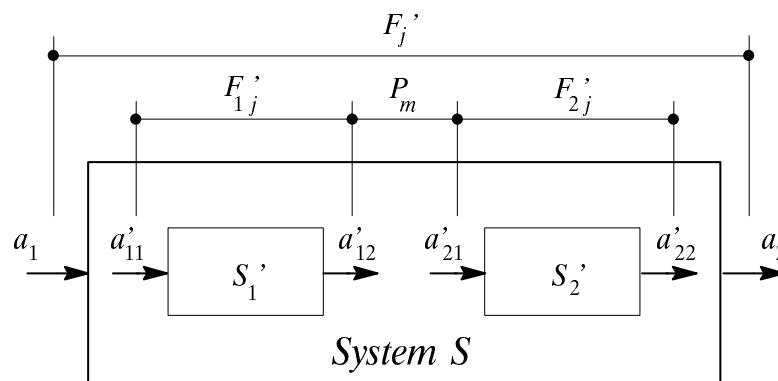 F_j’
F_1j’ P_m F_2j’
a_1 a’_11 a’_12 a’_21 a’_22 a
S_1’ S_2’
System S